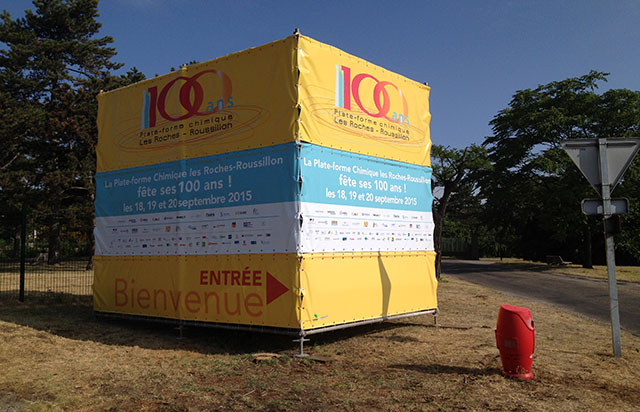 100
ans
Plate-forme chimique
Les Roches - Roussillon
La Plate-forme Chimique les Roches-Roussillon
fête ses 100 ans !
les 18, 19 et 20 septembre 2015
ENTRÉE
Bienvenue
100
ans
Plate-forme chimique
Les Roches - Roussillon
La Plate-forme Chimique les Roches-Roussillon
fête ses 100 ans !
les 18, 19 et 20 septembre 2015